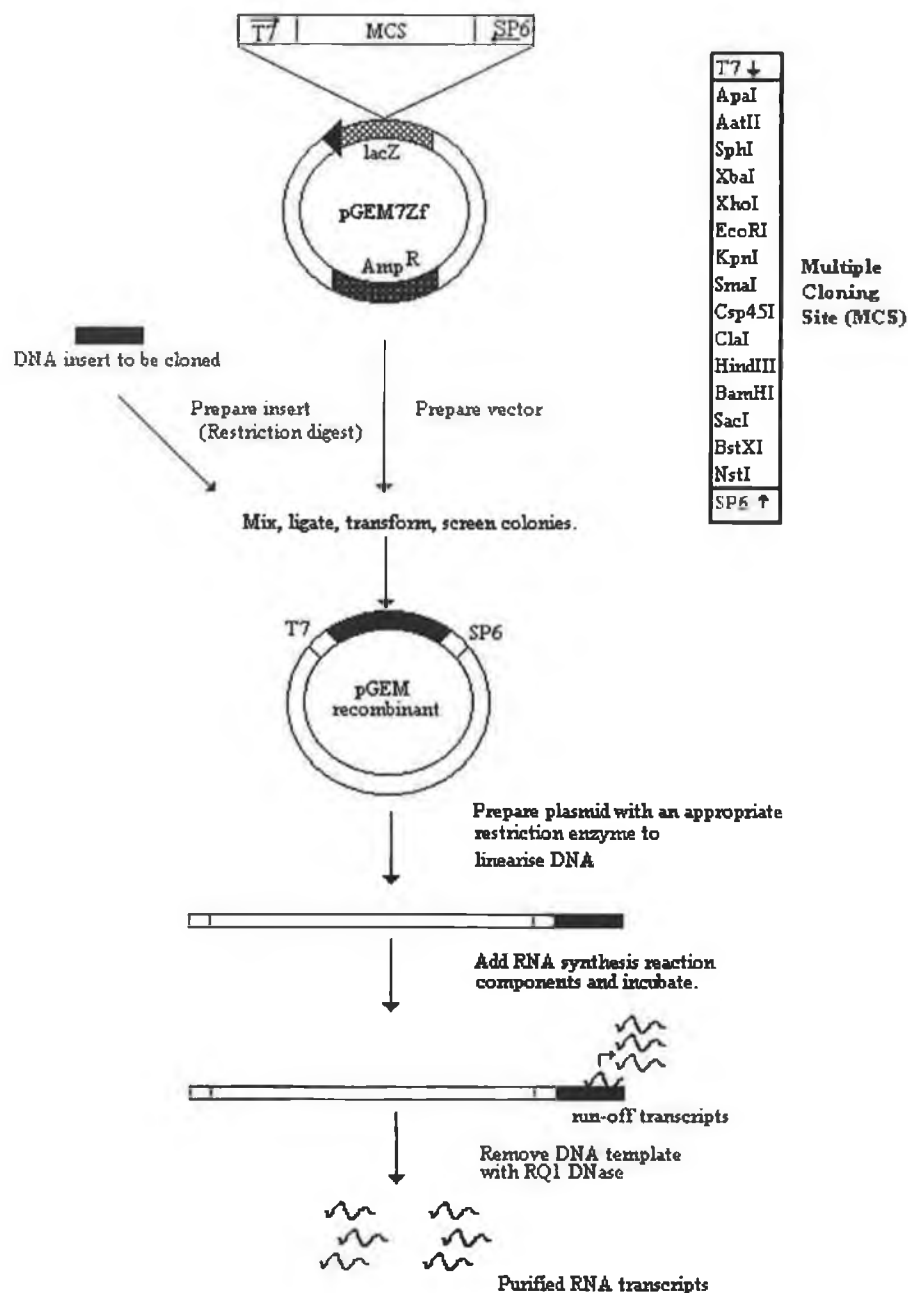 T7 MCS SP6
lacZ
pGEM7Zf
Amp R
DNA insert to be cloned
Prepare insert
(Restriction digest)
Prepare vector
T7 ↓
ApaI
AatII
SphI
XbaI
XhoI
EcoRI
KpnI
SmaI
Csp45I
ClaI
HindIII
BamHI
SacI
BstXI
NstI
SP6 ↑
Multiple
Cloning
Site (MCS)
Mix, ligate, transform, screen colonies.
T7 SP6
pGEM
recombinant
Prepare plasmid with an appropriate
restriction enzyme to
linearise DNA
Add RNA synthesis reaction
components and incubate.
run-off transcripts
Remove DNA template
with RQ1 DNase
Purified RNA transcripts